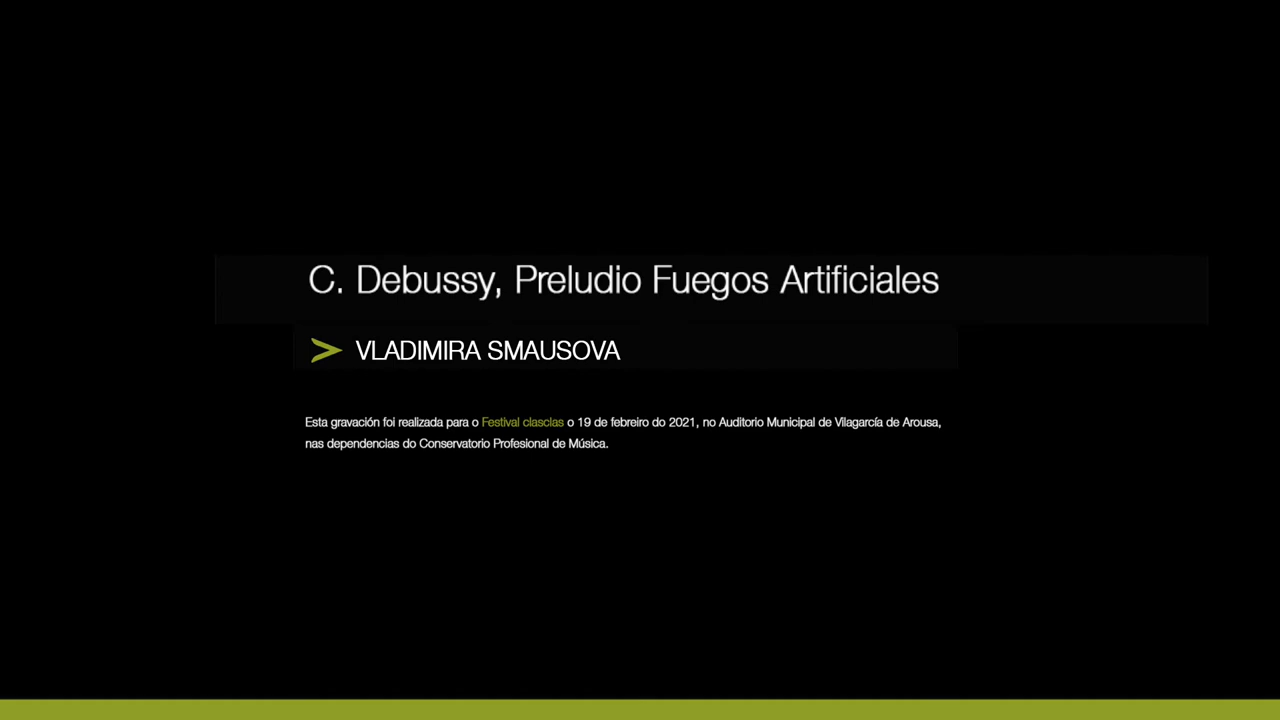 C. Debussy, Preludio Fuegos Artificiales
VLADIMIRA SMAUSOVA
Esta gravación foi realizada para o Festival clasclas o 19 de febreiro do 2021, no Auditorio Municipal de Vilagarcía de Arousa,
nas dependencias do Conservatorio Profesional de Música.